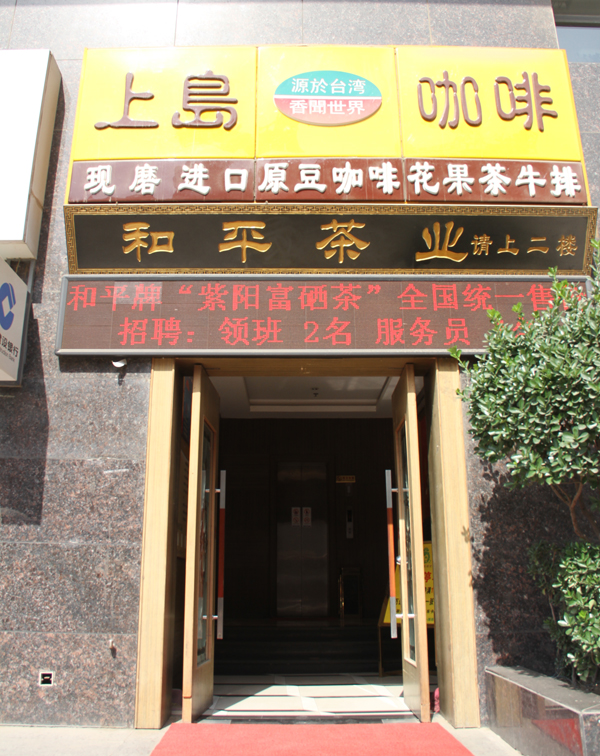 上島 咖啡
源於台湾
香聞世界
现磨 进口原豆咖啡花果茶牛排
和平茶业 请上二楼
和平牌“紫阳富硒茶”全国统一售
招聘：领班 2名 服务员
银行